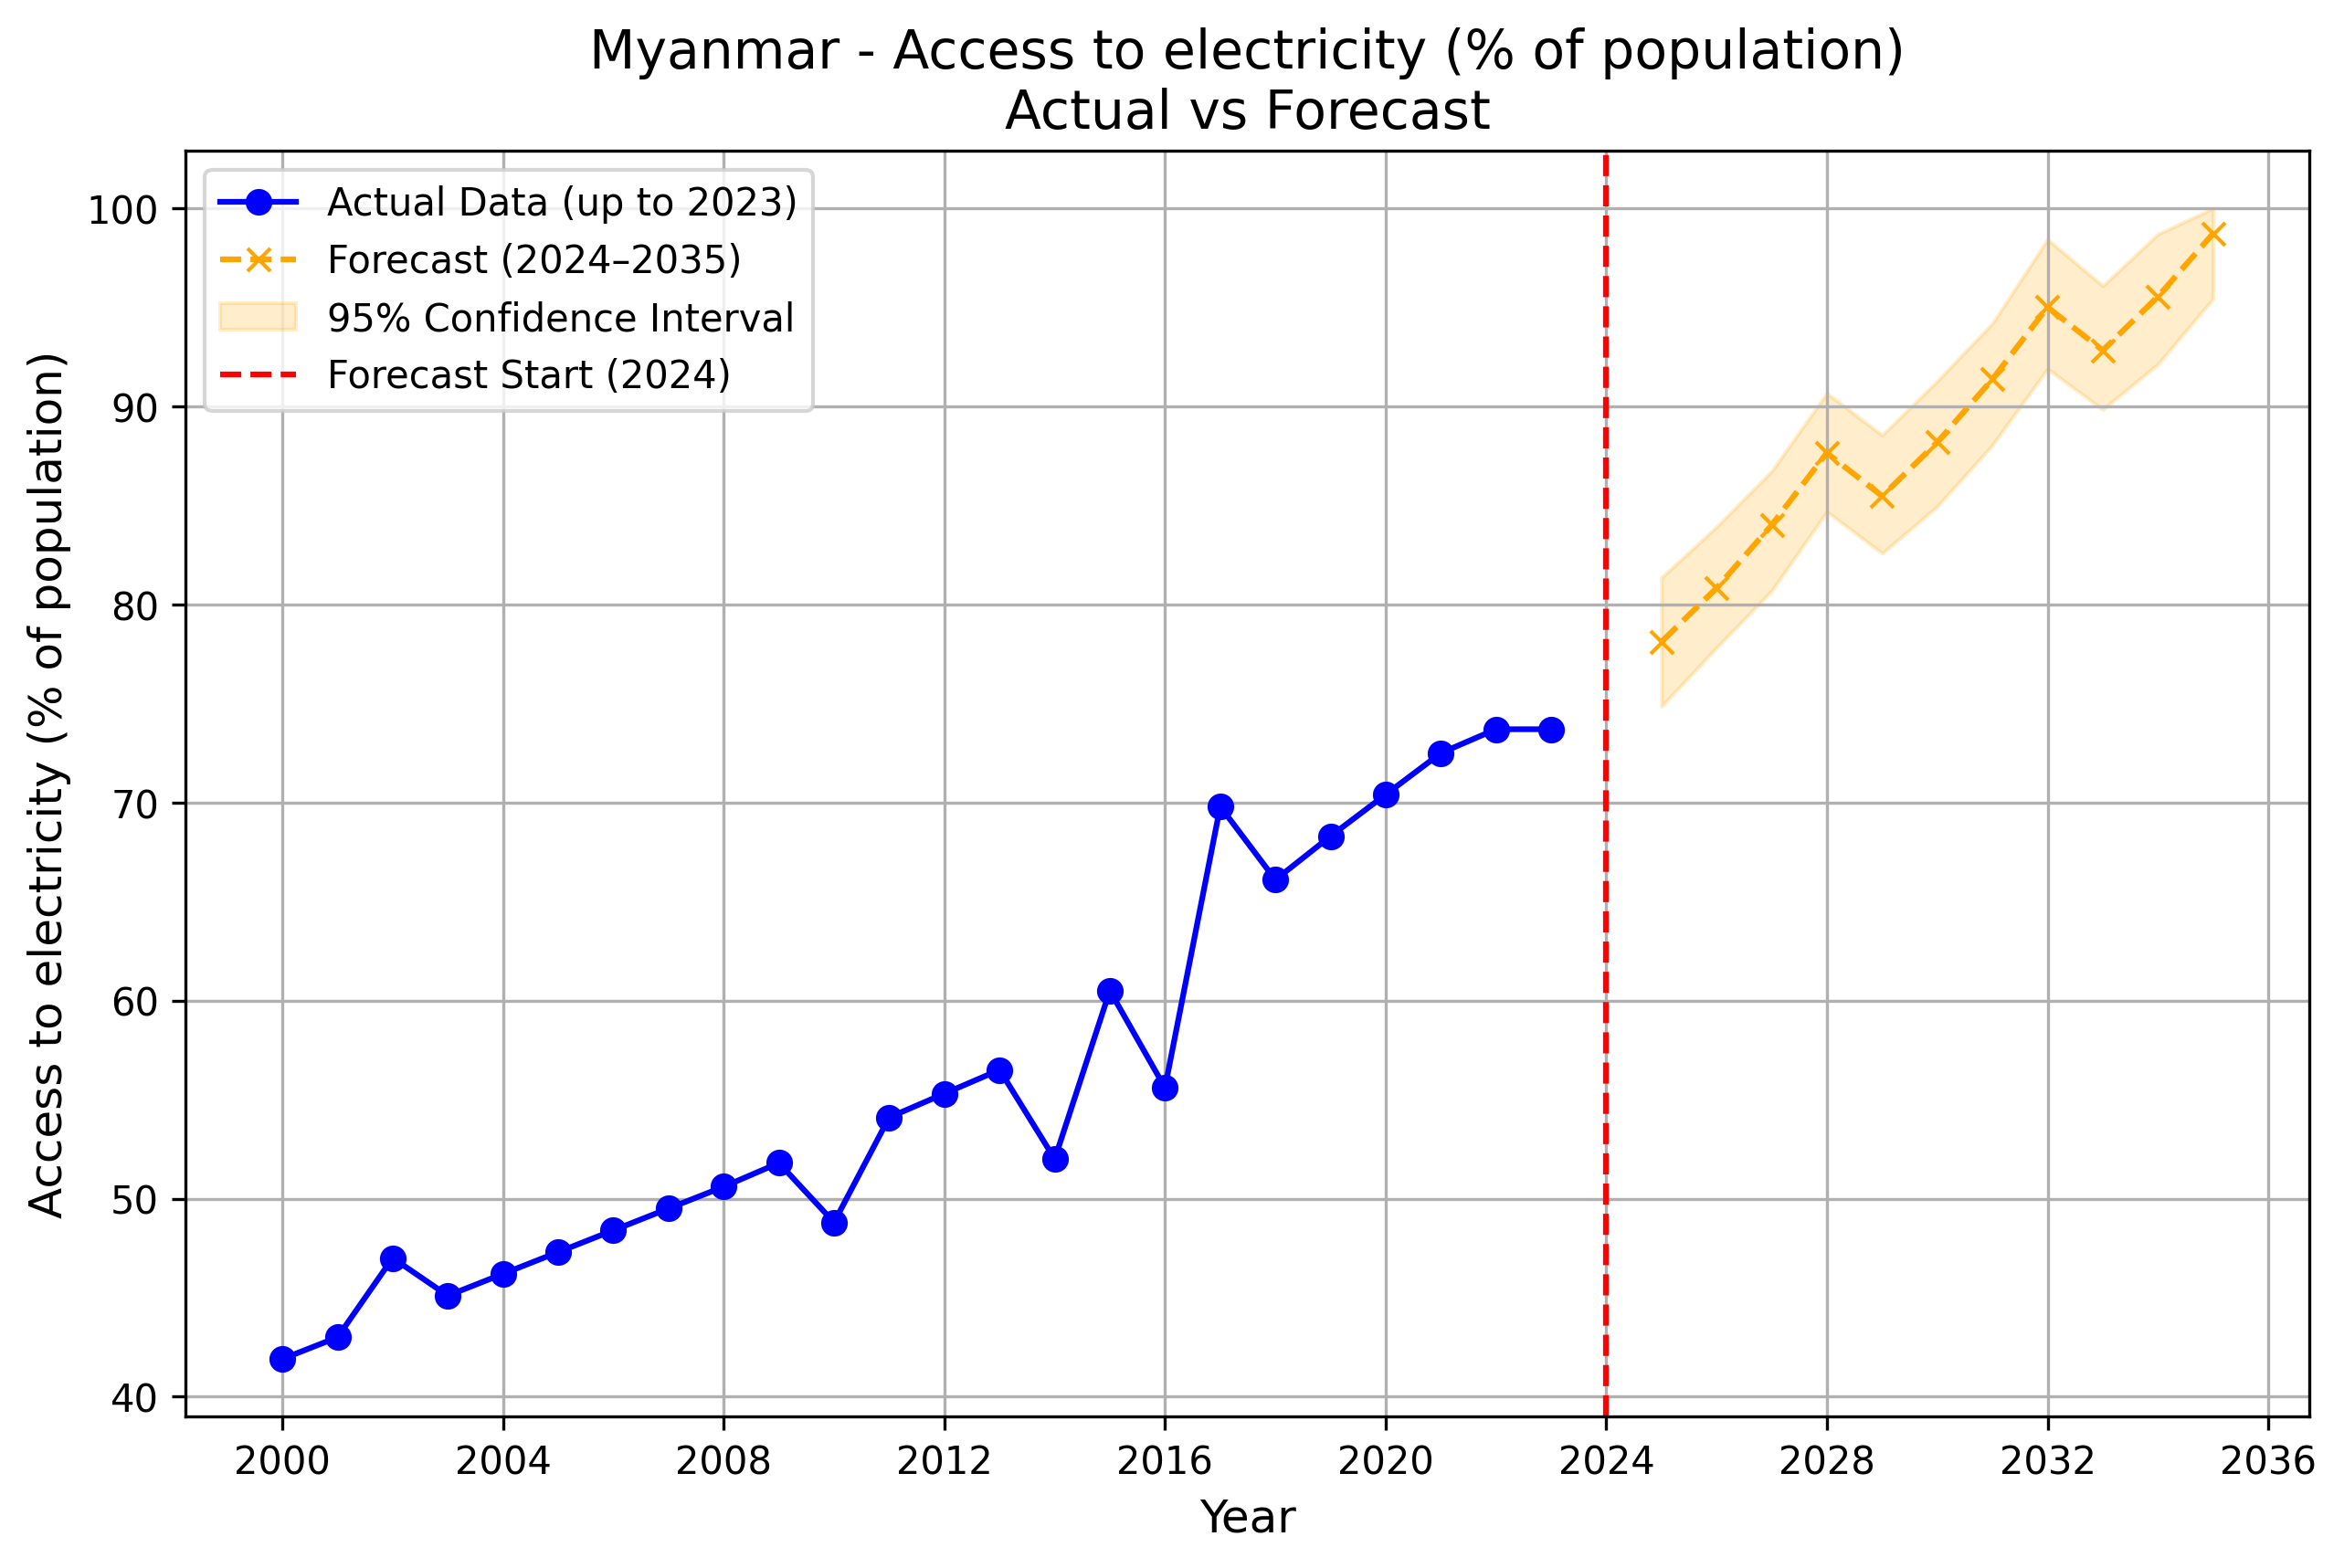 Myanmar - Access to electricity (% of population)
Actual vs Forecast
Actual Data (up to 2023)
Forecast (2024–2035)
95% Confidence Interval
Forecast Start (2024)
Access to electricity (% of population)
100
90
80
70
60
50
40
2000 2004 2008 2012 2016 2020 2024 2028 2032 2036
Year